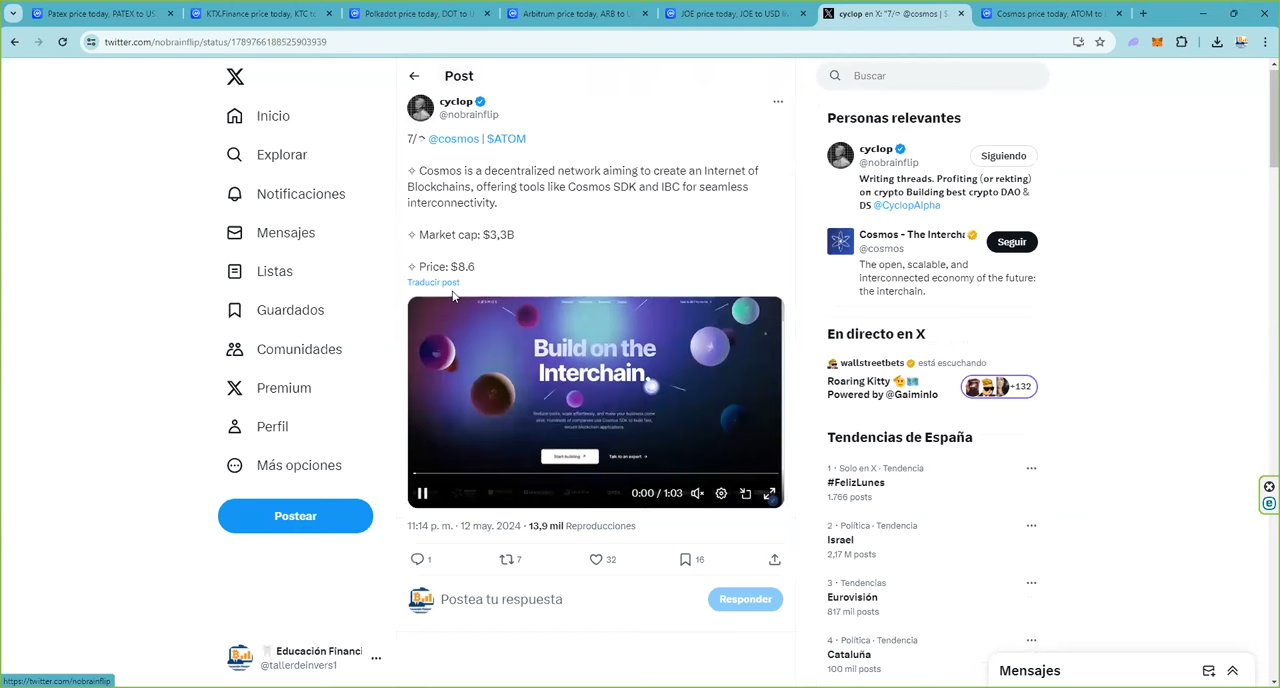 Patex price today, PATEX to US
KTX.Finance price today, KTC to
Polkadot price today, DOT to U
Arbitrum price today, ARB to U
JOE price today, JOE to USD li
cyclop en X: "7/ @cosmos | $
Cosmos price today, ATOM to
twitter.com/nobrainflip/status/1789766188525903939
Post
Buscar
Inicio
Explorar
Notificaciones
Mensajes
Listas
Guardados
Comunidades
Premium
Perfil
Más opciones
Postear
Educación Financi
@tallerdeinvers1
cyclop
@nobrainflip
7/ @cosmos | $ATOM
✧ Cosmos is a decentralized network aiming to create an Internet of
Blockchains, offering tools like Cosmos SDK and IBC for seamless
interconnectivity.
✧ Market cap: $3,3B
✧ Price: $8.6
Traducir post
Build on the
Interchain.
Start building
Talk to an expert
0:00 / 1:03
11:14 p. m. · 12 may. 2024 · 13,9 mil Reproducciones
1
7
32
16
Postea tu respuesta
Responder
Personas relevantes
cyclop
@nobrainflip
Siguiendo
Writing threads. Profiting (or rekting)
on crypto Building best crypto DAO &
DS @CyclopAlpha
Cosmos - The Intercha
@cosmos
Seguir
The open, scalable, and
interconnected economy of the future:
the interchain.
En directo en X
wallstreetbets está escuchando
Roaring Kitty
Powered by @Gaiminlo
+132
Tendencias de España
1 · Solo en X · Tendencia
#FelizLunes
1.766 posts
2 · Política · Tendencia
Israel
2,17 M posts
3 · Tendencias
Eurovisión
817 mil posts
4 · Política · Tendencia
Cataluña
100 mil posts
Mensajes
https://twitter.com/nobrainflip